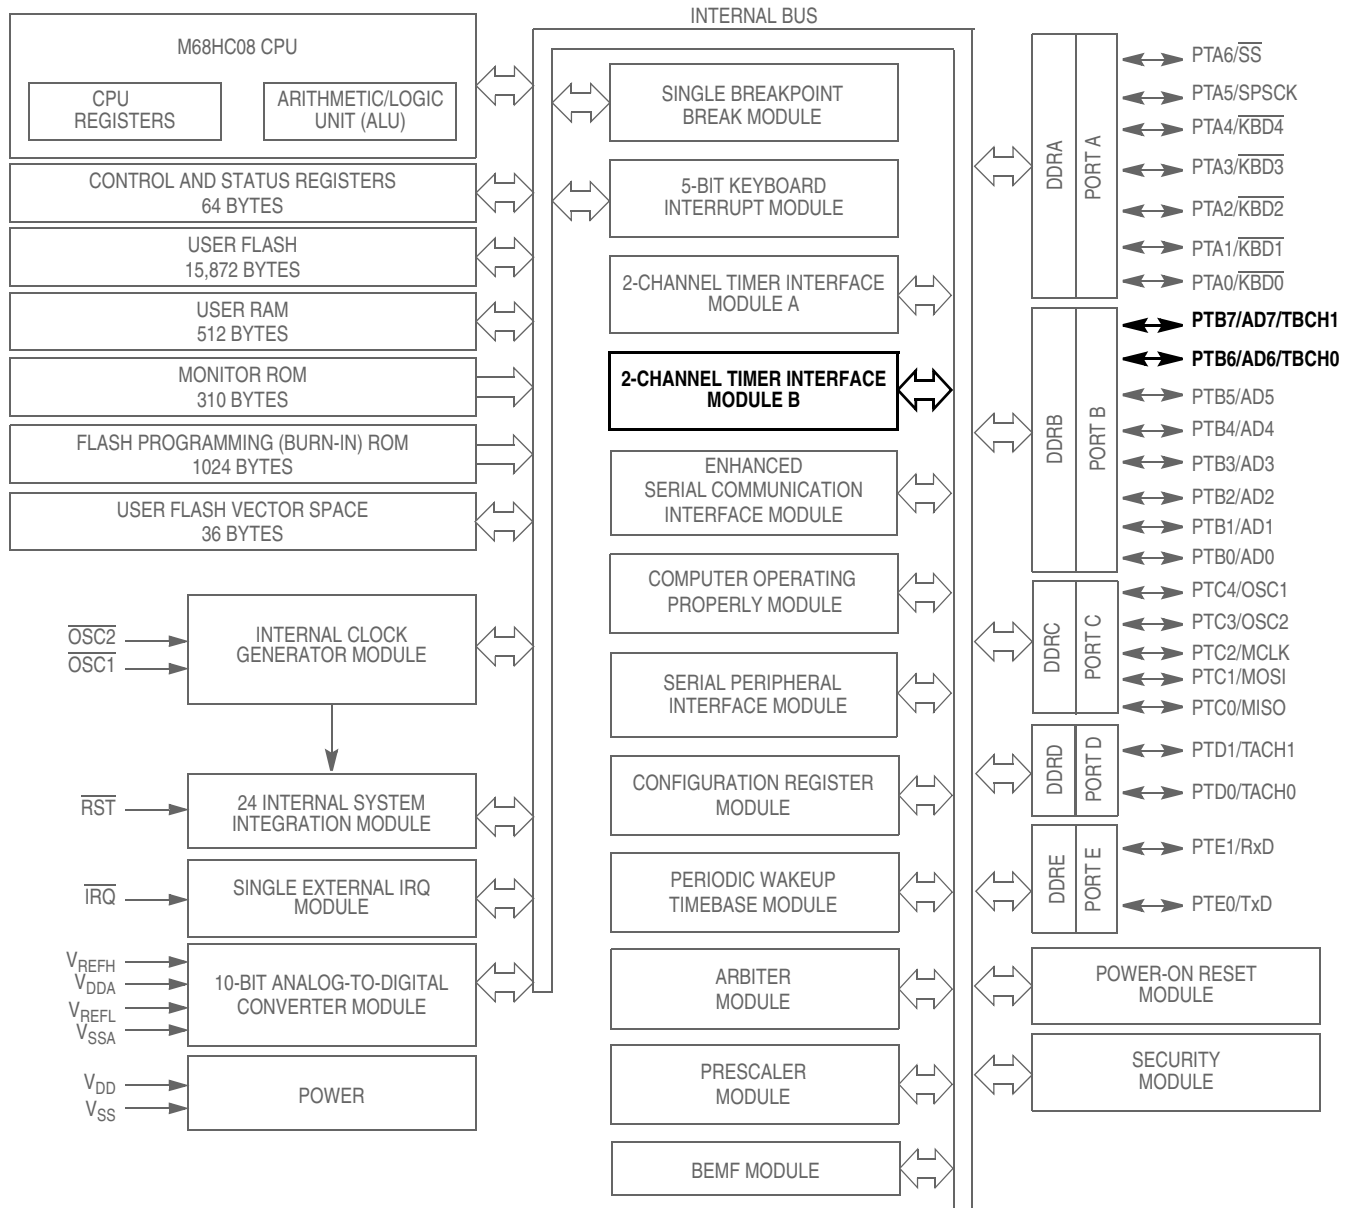 INTERNAL BUS
M68HC08 CPU
CPU
REGISTERS
ARITHMETIC/LOGIC
UNIT (ALU)
CONTROL AND STATUS REGISTERS
64 BYTES
USER FLASH
15,872 BYTES
USER RAM
512 BYTES
MONITOR ROM
310 BYTES
FLASH PROGRAMMING (BURN-IN) ROM
1024 BYTES
USER FLASH VECTOR SPACE
36 BYTES
OSC2
OSC1
INTERNAL CLOCK
GENERATOR MODULE
RST
24 INTERNAL SYSTEM
INTEGRATION MODULE
IRQ
SINGLE EXTERNAL IRQ
MODULE
VREFH
VDDA
VREFL
VSSA
10-BIT ANALOG-TO-DIGITAL
CONVERTER MODULE
VDD
VSS
POWER
SINGLE BREAKPOINT
BREAK MODULE
5-BIT KEYBOARD
INTERRUPT MODULE
2-CHANNEL TIMER INTERFACE
MODULE A
2-CHANNEL TIMER INTERFACE
MODULE B
ENHANCED
SERIAL COMMUNICATION
INTERFACE MODULE
COMPUTER OPERATING
PROPERLY MODULE
SERIAL PERIPHERAL
INTERFACE MODULE
CONFIGURATION REGISTER
MODULE
PERIODIC WAKEUP
TIMEBASE MODULE
ARBITER
MODULE
PRESCALER
MODULE
BEMF MODULE
DDRA
PORT A
PTA6/SS
PTA5/SPSCK
PTA4/KBD4
PTA3/KBD3
PTA2/KBD2
PTA1/KBD1
PTA0/KBD0
DDRB
PORT B
PTB7/AD7/TBCH1
PTB6/AD6/TBCH0
PTB5/AD5
PTB4/AD4
PTB3/AD3
PTB2/AD2
PTB1/AD1
PTB0/AD0
DDRC
PORT C
PTC4/OSC1
PTC3/OSC2
PTC2/MCLK
PTC1/MOSI
PTC0/MISO
DDRD
PORT D
PTD1/TACH1
PTD0/TACH0
DDRE
PORT E
PTE1/RxD
PTE0/TxD
POWER-ON RESET
MODULE
SECURITY
MODULE